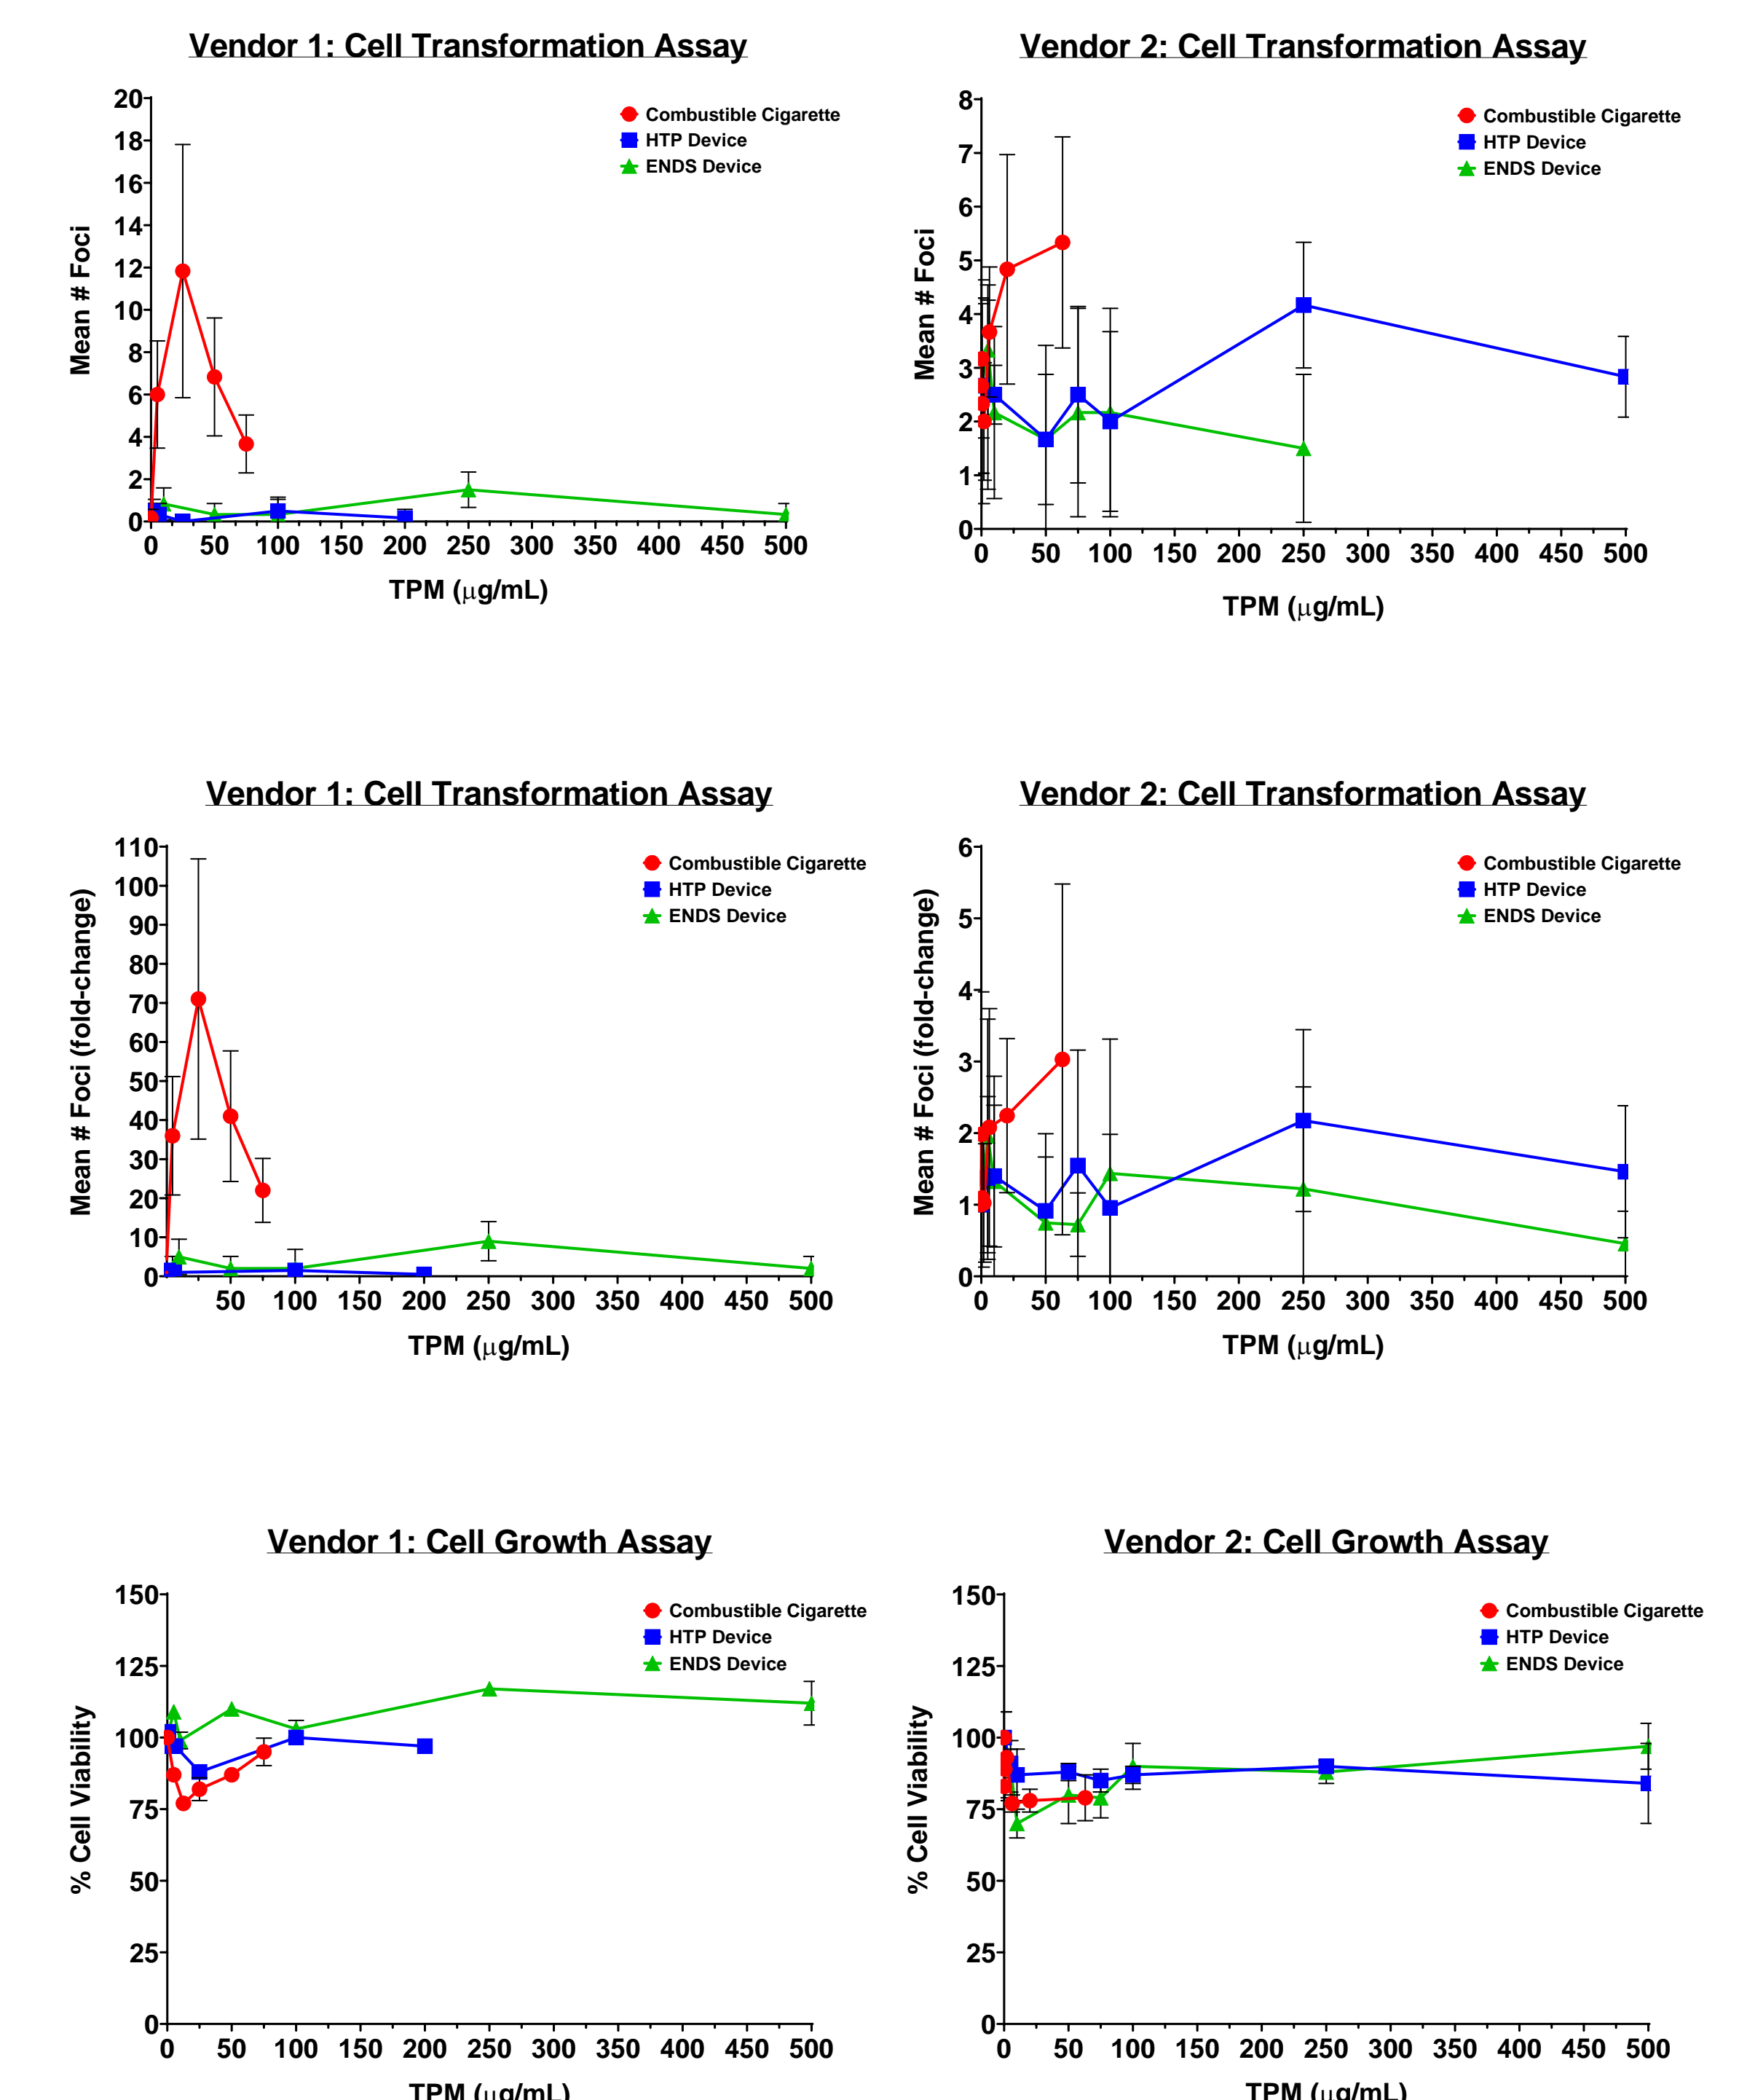 Vendor 1: Cell Transformation Assay
20
18
16
14
12
10
8
6
4
2
0
Mean # Foci
Combustible Cigarette
HTP Device
ENDS Device
0 50 100 150 200 250 300 350 400 450 500
TPM (μg/mL)
Vendor 2: Cell Transformation Assay
8
7
6
5
4
3
2
1
0
Mean # Foci
Combustible Cigarette
HTP Device
ENDS Device
0 50 100 150 200 250 300 350 400 450 500
TPM (μg/mL)
Vendor 1: Cell Transformation Assay
110
100
90
80
70
60
50
40
30
20
10
0
Mean # Foci (fold-change)
Combustible Cigarette
HTP Device
ENDS Device
50 100 150 200 250 300 350 400 450 500
TPM (μg/mL)
Vendor 2: Cell Transformation Assay
6
5
4
3
2
1
0
Mean # Foci (fold-change)
Combustible Cigarette
HTP Device
ENDS Device
0 50 100 150 200 250 300 350 400 450 500
TPM (μg/mL)
Vendor 1: Cell Growth Assay
150
125
100
75
50
25
0
% Cell Viability
Combustible Cigarette
HTP Device
ENDS Device
0 50 100 150 200 250 300 350 400 450 500
TPM (μg/mL)
Vendor 2: Cell Growth Assay
150
125
100
75
50
25
0
% Cell Viability
Combustible Cigarette
HTP Device
ENDS Device
0 50 100 150 200 250 300 350 400 450 500
TPM (μg/mL)